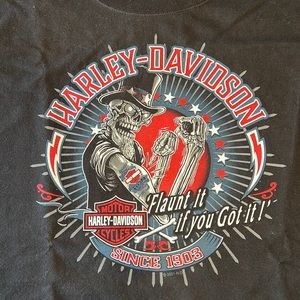 HARLEY-DAVIDSON
"Flaunt it
if you Got it!"
MOTOR
HARLEY-DAVIDSON
CYCLES
SINCE 1903